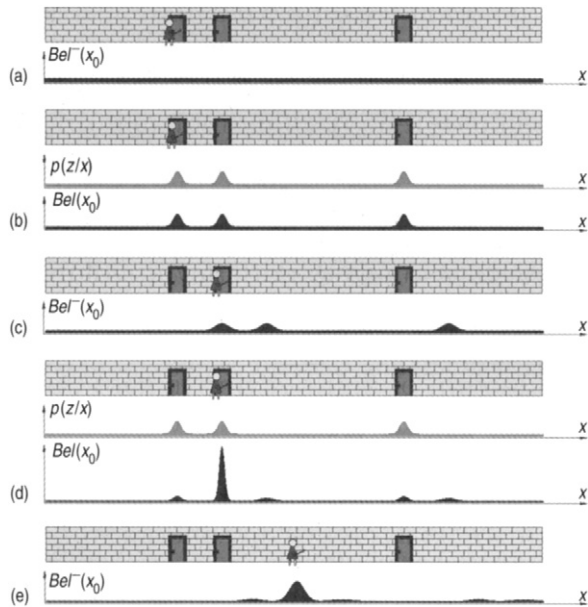 Bel⁻(x₀)
(a) x
p(z/x) x
Bel(x₀)
(b) x
Bel⁻(x₀) x
(c)
p(z/x) x
Bel(x₀)
(d) x
Bel⁻(x₀) x
(e)